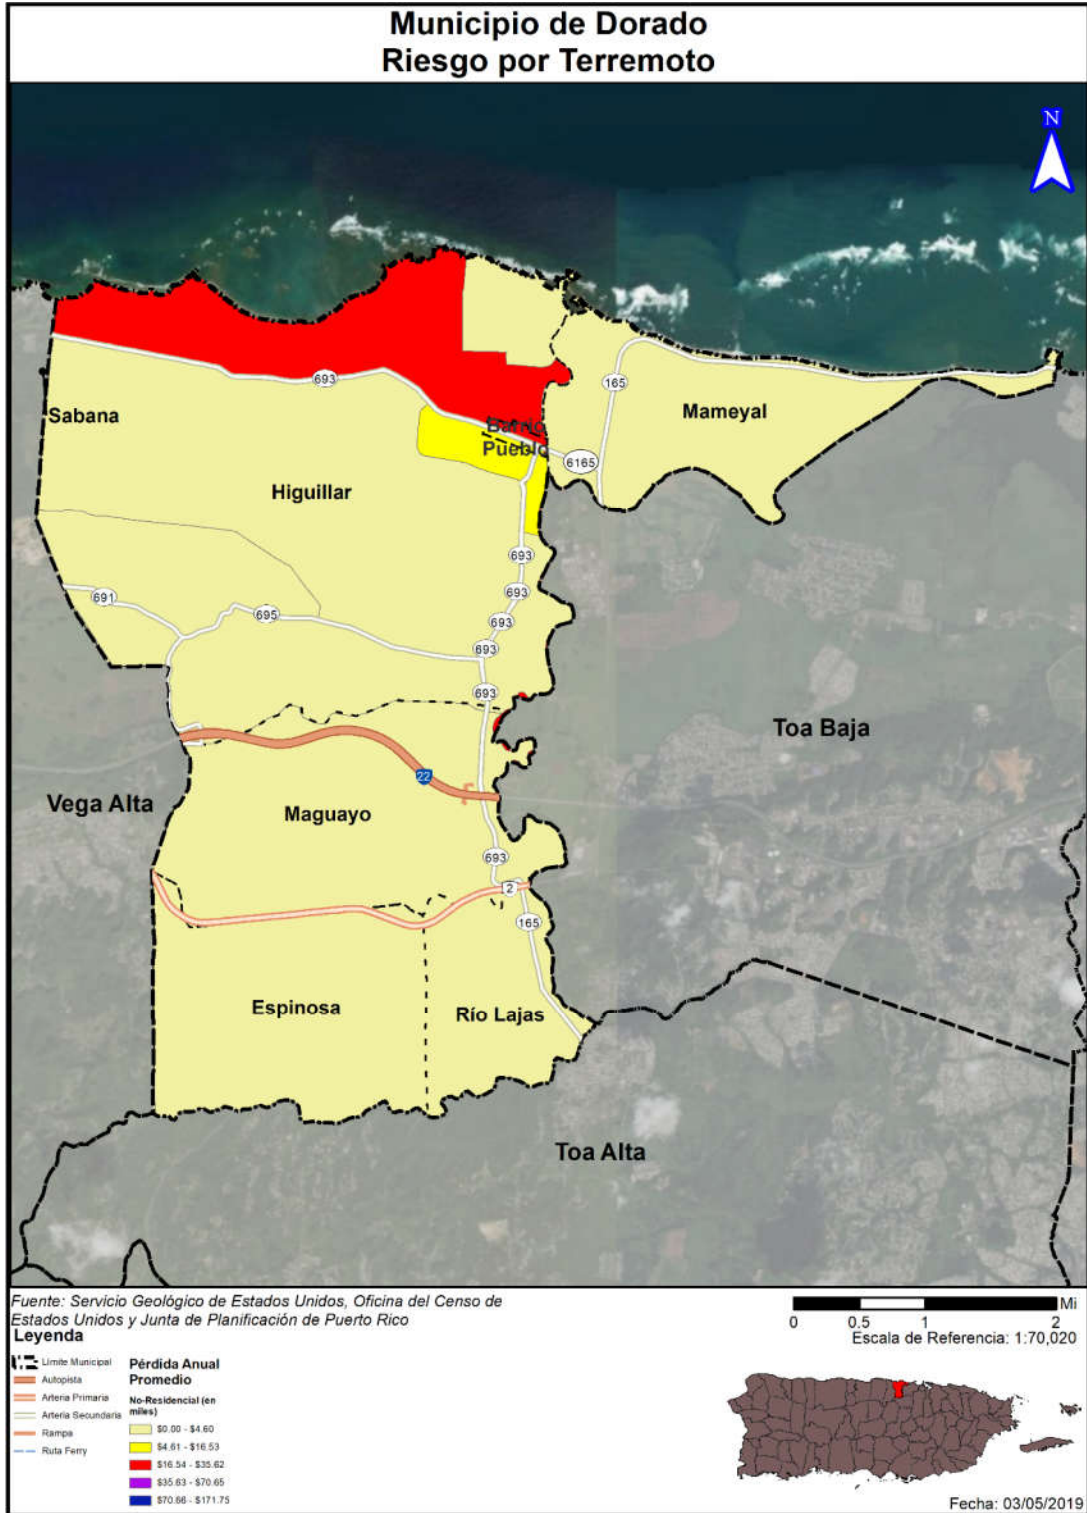 Municipio de Dorado
Riesgo por Terremoto
N
693
165
Sabana
Mameyal
Barrio
Pueblo
6165
Higuillar
693
693
691
695
693
693
693
Toa Baja
22
Vega Alta
Maguayo
693
2
165
Espinosa
Río Lajas
Toa Alta
Fuente: Servicio Geológico de Estados Unidos, Oficina del Censo de
Estados Unidos y Junta de Planificación de Puerto Rico
Leyenda
Límite Municipal
Autopista
Arteria Primaria
Arteria Secundaria
Rampa
Ruta Ferry
Pérdida Anual
Promedio
No-Residencial (en
miles)
$0.00 - $4.60
$4.61 - $16.53
$16.54 - $35.62
$35.63 - $70.65
$70.66 - $171.75
Mi
0 0.5 1 2
Escala de Referencia: 1:70,020
Fecha: 03/05/2019